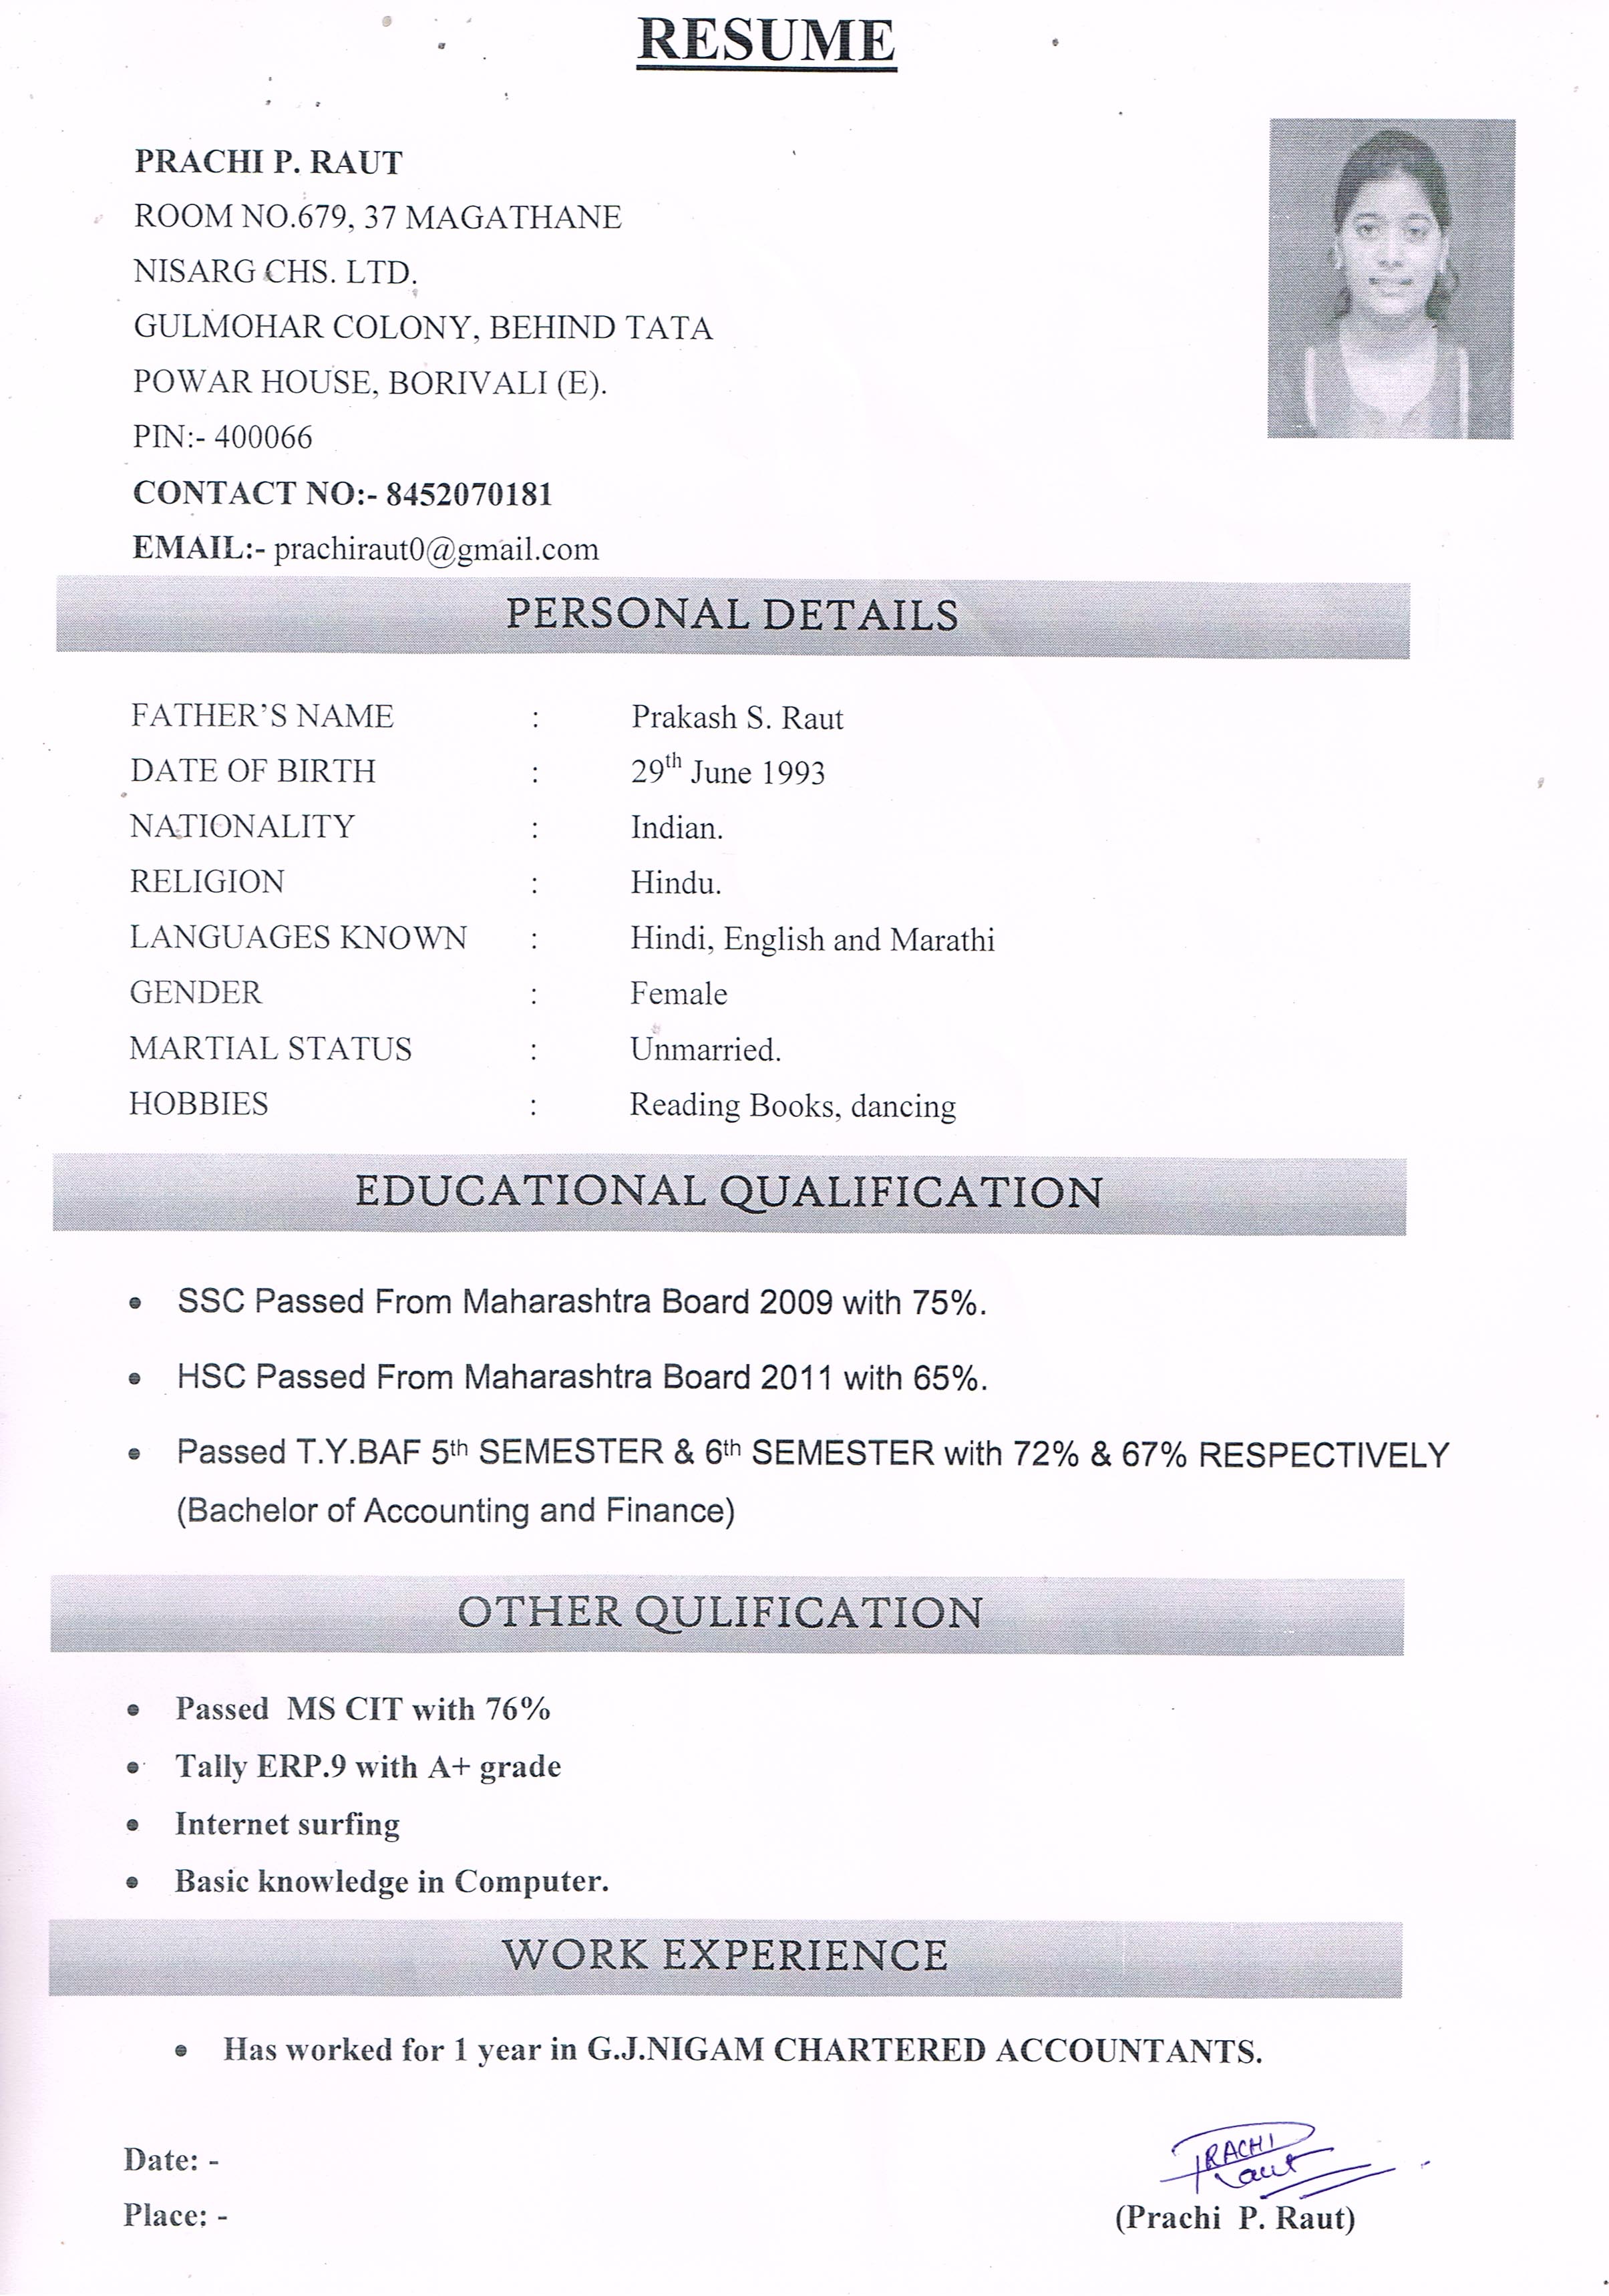 RESUME
PRACHI P. RAUT
ROOM NO.679, 37 MAGATHANE
NISARG CHS. LTD.
GULMOHAR COLONY, BEHIND TATA
POWAR HOUSE, BORIVALI (E).
PIN:- 400066
CONTACT NO:- 8452070181
EMAIL:- prachiraut0@gmail.com
PERSONAL DETAILS
FATHER'S NAME : Prakash S. Raut
DATE OF BIRTH : 29th June 1993
NATIONALITY : Indian.
RELIGION : Hindu.
LANGUAGES KNOWN : Hindi, English and Marathi
GENDER : Female
MARTIAL STATUS : Unmarried.
HOBBIES : Reading Books, dancing
EDUCATIONAL QUALIFICATION
• SSC Passed From Maharashtra Board 2009 with 75%.
• HSC Passed From Maharashtra Board 2011 with 65%.
• Passed T.Y.BAF 5th SEMESTER & 6th SEMESTER with 72% & 67% RESPECTIVELY
(Bachelor of Accounting and Finance)
OTHER QULIFICATION
• Passed MS CIT with 76%
• Tally ERP.9 with A+ grade
• Internet surfing
• Basic knowledge in Computer.
WORK EXPERIENCE
• Has worked for 1 year in G.J.NIGAM CHARTERED ACCOUNTANTS.
Date: -
PRACHI
Raut
Place: -
(Prachi P. Raut)